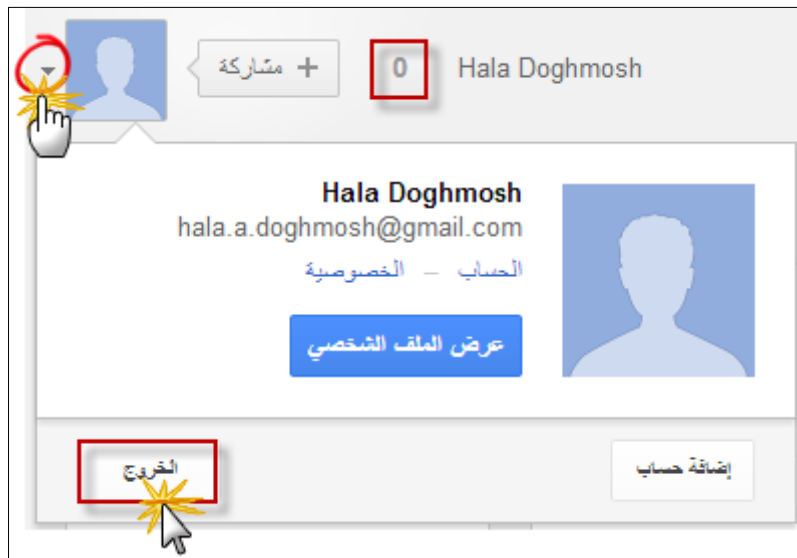 Hala Doghmosh 0 + مشاركة
Hala Doghmosh
hala.a.doghmosh@gmail.com
الحساب – الخصوصية
عرض الملف الشخصي
إضافة حساب
الخروج